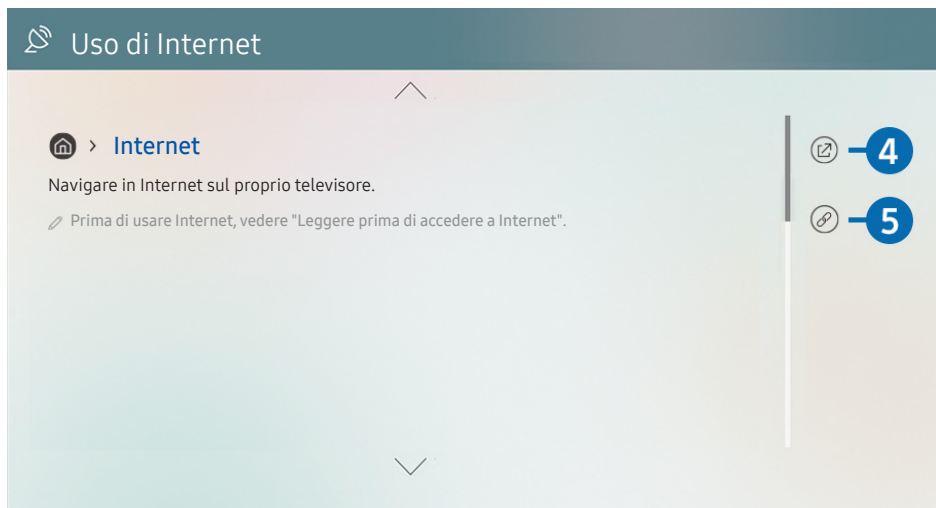 Uso di Internet
> Internet
4
Navigare in Internet sul proprio televisore.
5
Prima di usare Internet, vedere "Leggere prima di accedere a Internet".